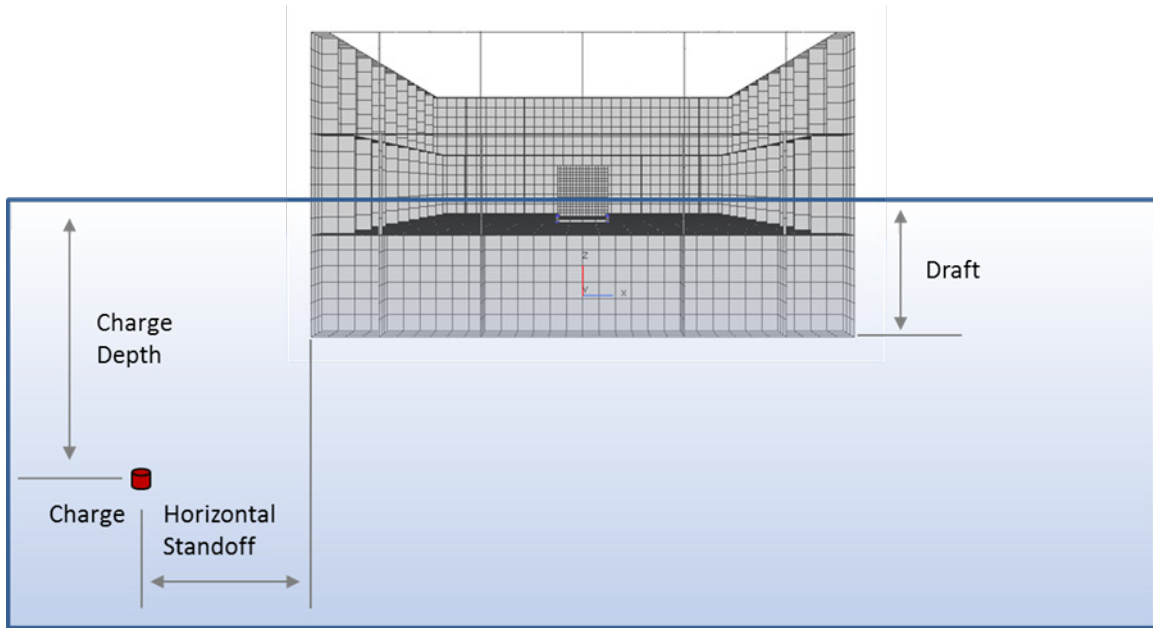 Draft
Charge
Depth
z
Y
x
Charge
Horizontal
Standoff